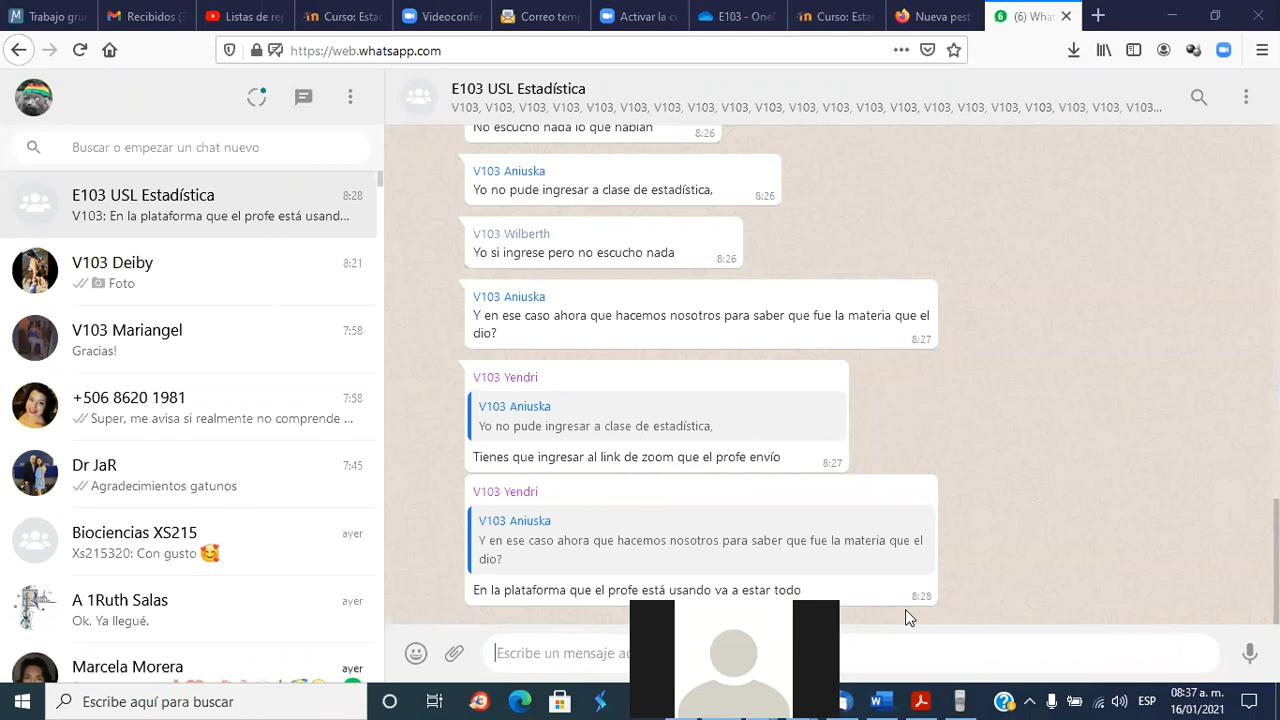 Trabajo gru
Recibidos (3
Listas de rep
Curso: Esta
Videoconfe
Correo temp
Activar la cu
E103 - OneI
Curso: Esta
Nueva pest
(6) Wha
https://web.whatsapp.com
Buscar o empezar un chat nuevo
E103 USL Estadística
8:28
V103: En la plataforma que el profe está usand...
V103 Deiby
8:21
Foto
V103 Mariangel
7:58
Gracias!
+506 8620 1981
7:58
Super, me avisa si realmente no comprende ...
Dr JaR
7:45
Agradecimientos gatunos
Biociencias XS215
ayer
Xs215320: Con gusto 🥰
A 1Ruth Salas
ayer
Ok. Ya llegué.
Marcela Morera
ayer
E103 USL Estadística
V103, V103, V103, V103, V103, V103, V103, V103, V103, V103, V103, V103, V103, V103, V103, V103, V103, V103, V103, V103, V103...
No escucho nada lo que hablan
8:26
V103 Aniuska
Yo no pude ingresar a clase de estadística,
8:26
V103 Wilberth
Yo si ingrese pero no escucho nada
8:26
V103 Aniuska
Y en ese caso ahora que hacemos nosotros para saber que fue la materia que el
dio?
8:27
V103 Yendri
V103 Aniuska
Yo no pude ingresar a clase de estadística,
Tienes que ingresar al link de zoom que el profe envío
8:27
V103 Yendri
V103 Aniuska
Y en ese caso ahora que hacemos nosotros para saber que fue la materia que el
dio?
En la plataforma que el profe está usando va a estar todo
8:28
Escribe un mensaje
Escribe aquí para buscar
ESP
08:37 a. m.
16/01/2021